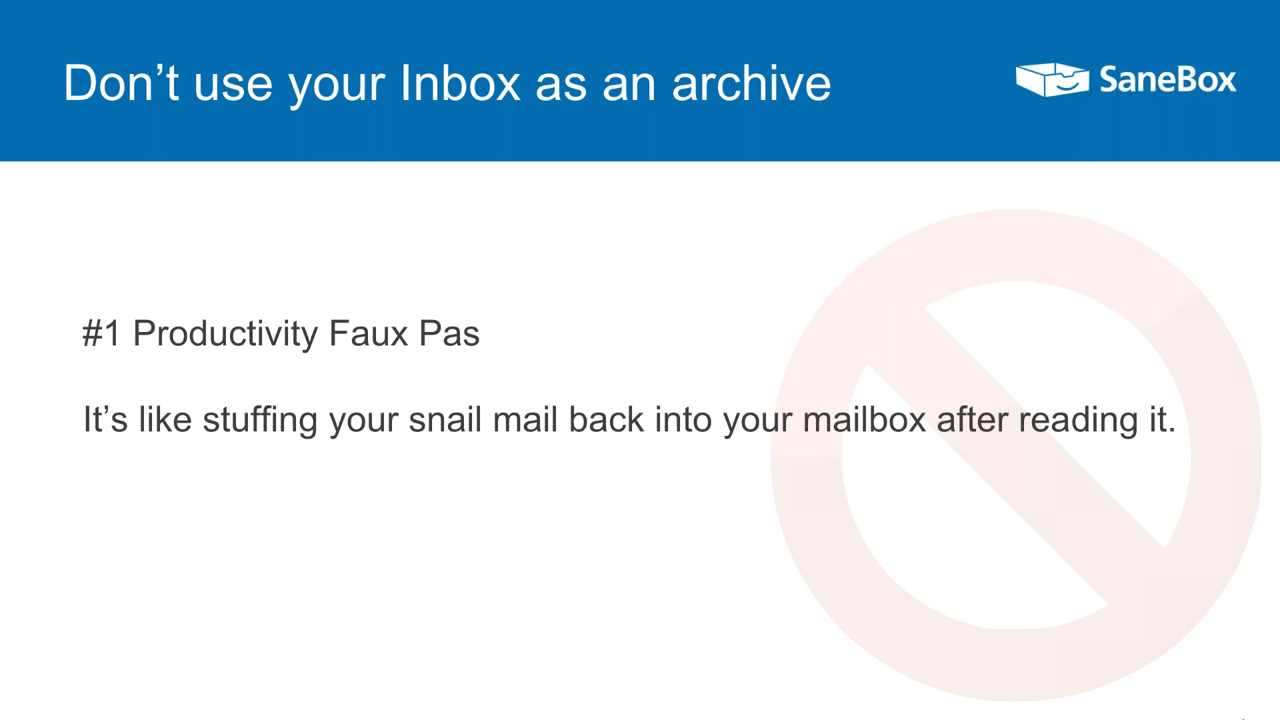 Don’t use your Inbox as an archive
SaneBox
#1 Productivity Faux Pas
It’s like stuffing your snail mail back into your mailbox after reading it.